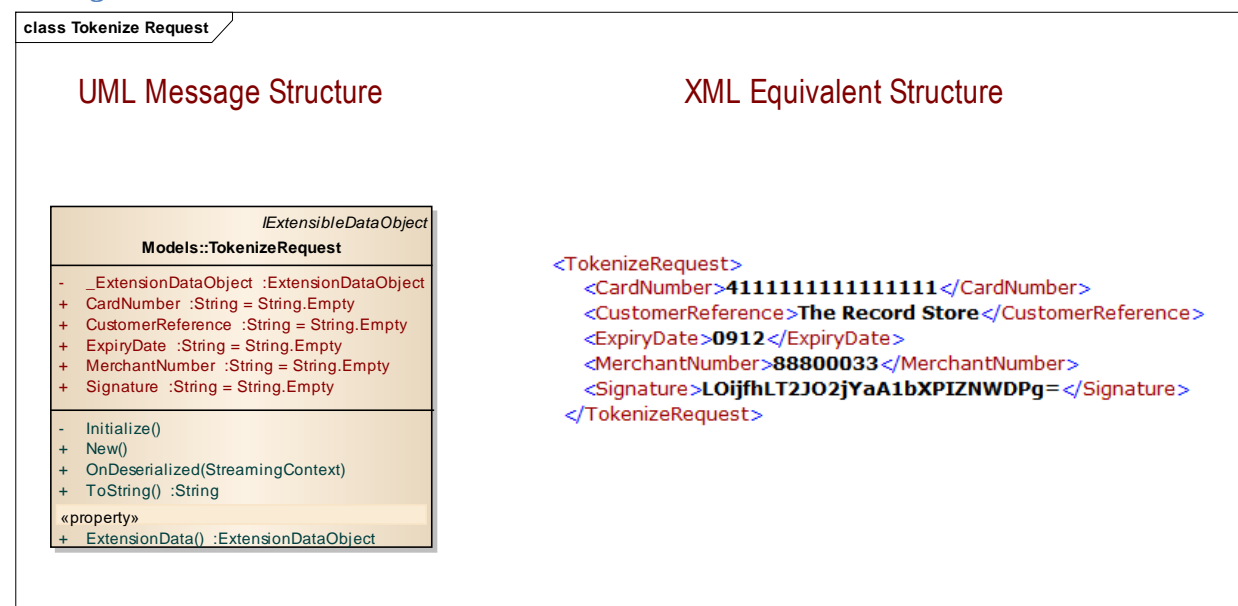 class Tokenize Request
UML Message Structure
XML Equivalent Structure
IExtensibleDataObject
Models::TokenizeRequest
- _ExtensionDataObject :ExtensionDataObject
+ CardNumber :String = String.Empty
+ CustomerReference :String = String.Empty
+ ExpiryDate :String = String.Empty
+ MerchantNumber :String = String.Empty
+ Signature :String = String.Empty
- Initialize()
+ New()
+ OnDeserialized(StreamingContext)
+ ToString() :String
«property»
+ ExtensionData() :ExtensionDataObject
<TokenizeRequest>
<CardNumber>4111111111111111</CardNumber>
<CustomerReference>The Record Store</CustomerReference>
<ExpiryDate>0912</ExpiryDate>
<MerchantNumber>88800033</MerchantNumber>
<Signature>LOijfhLT2JO2jYaA1bXPIZNWDPg=</Signature>
</TokenizeRequest>